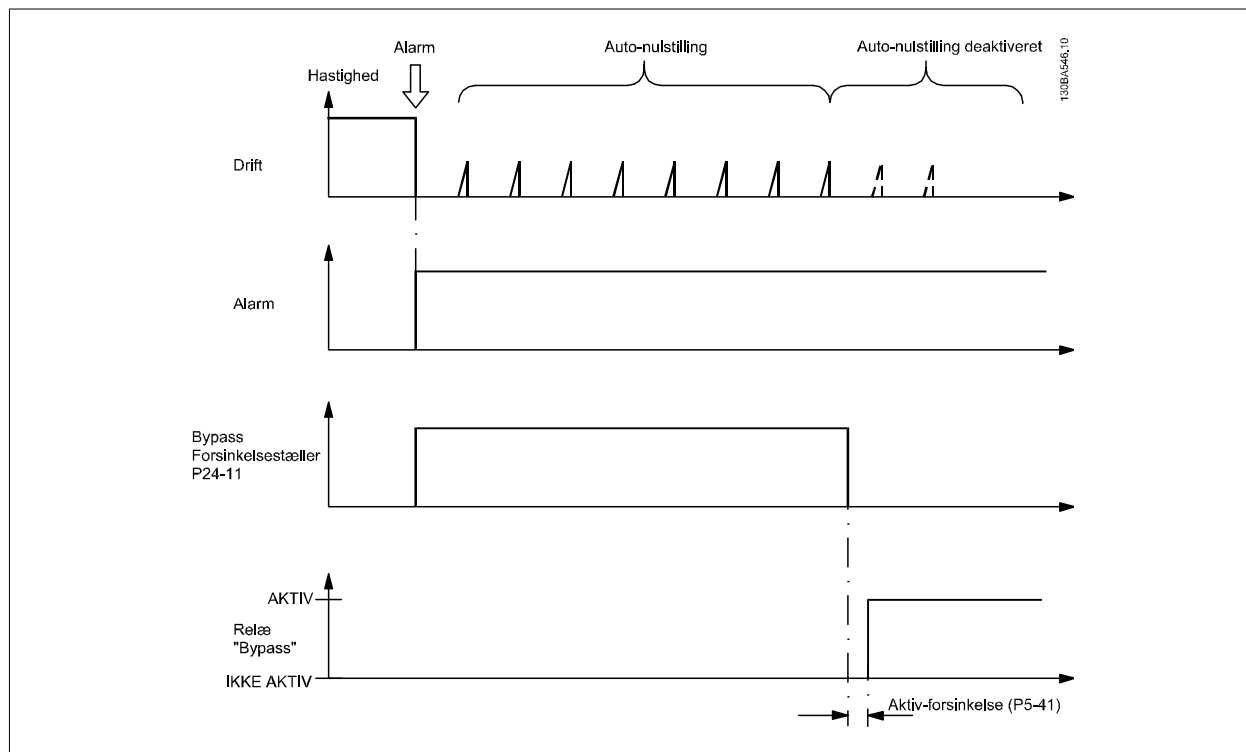 Alarm
Auto-nulstilling
Auto-nulstilling deaktiveret
130BA546.10
Hastighed
Drift
Alarm
Bypass
Forsinkelsestæller
P24-11
AKTIV
Relæ
"Bypass"
IKKE AKTIV
Aktiv-forsinkelse (P5-41)